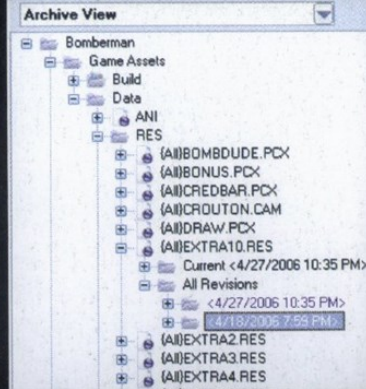 Archive View
Bomberman
Game Assets
Build
Data
ANI
RES
(All)BOMBDUDE.PCX
(All)BONUS.PCX
(All)CREDBAR.PCX
(All)CROUTON.CAM
(All)DRAW.PCX
(All)EXTRA10.RES
Current <4/27/2006 10:35 PM>
All Revisions
<4/27/2006 10:35 PM>
<4/18/2006 7:59 PM>
(All)EXTRA2.RES
(All)EXTRA3.RES
(All)EXTRA4.RES